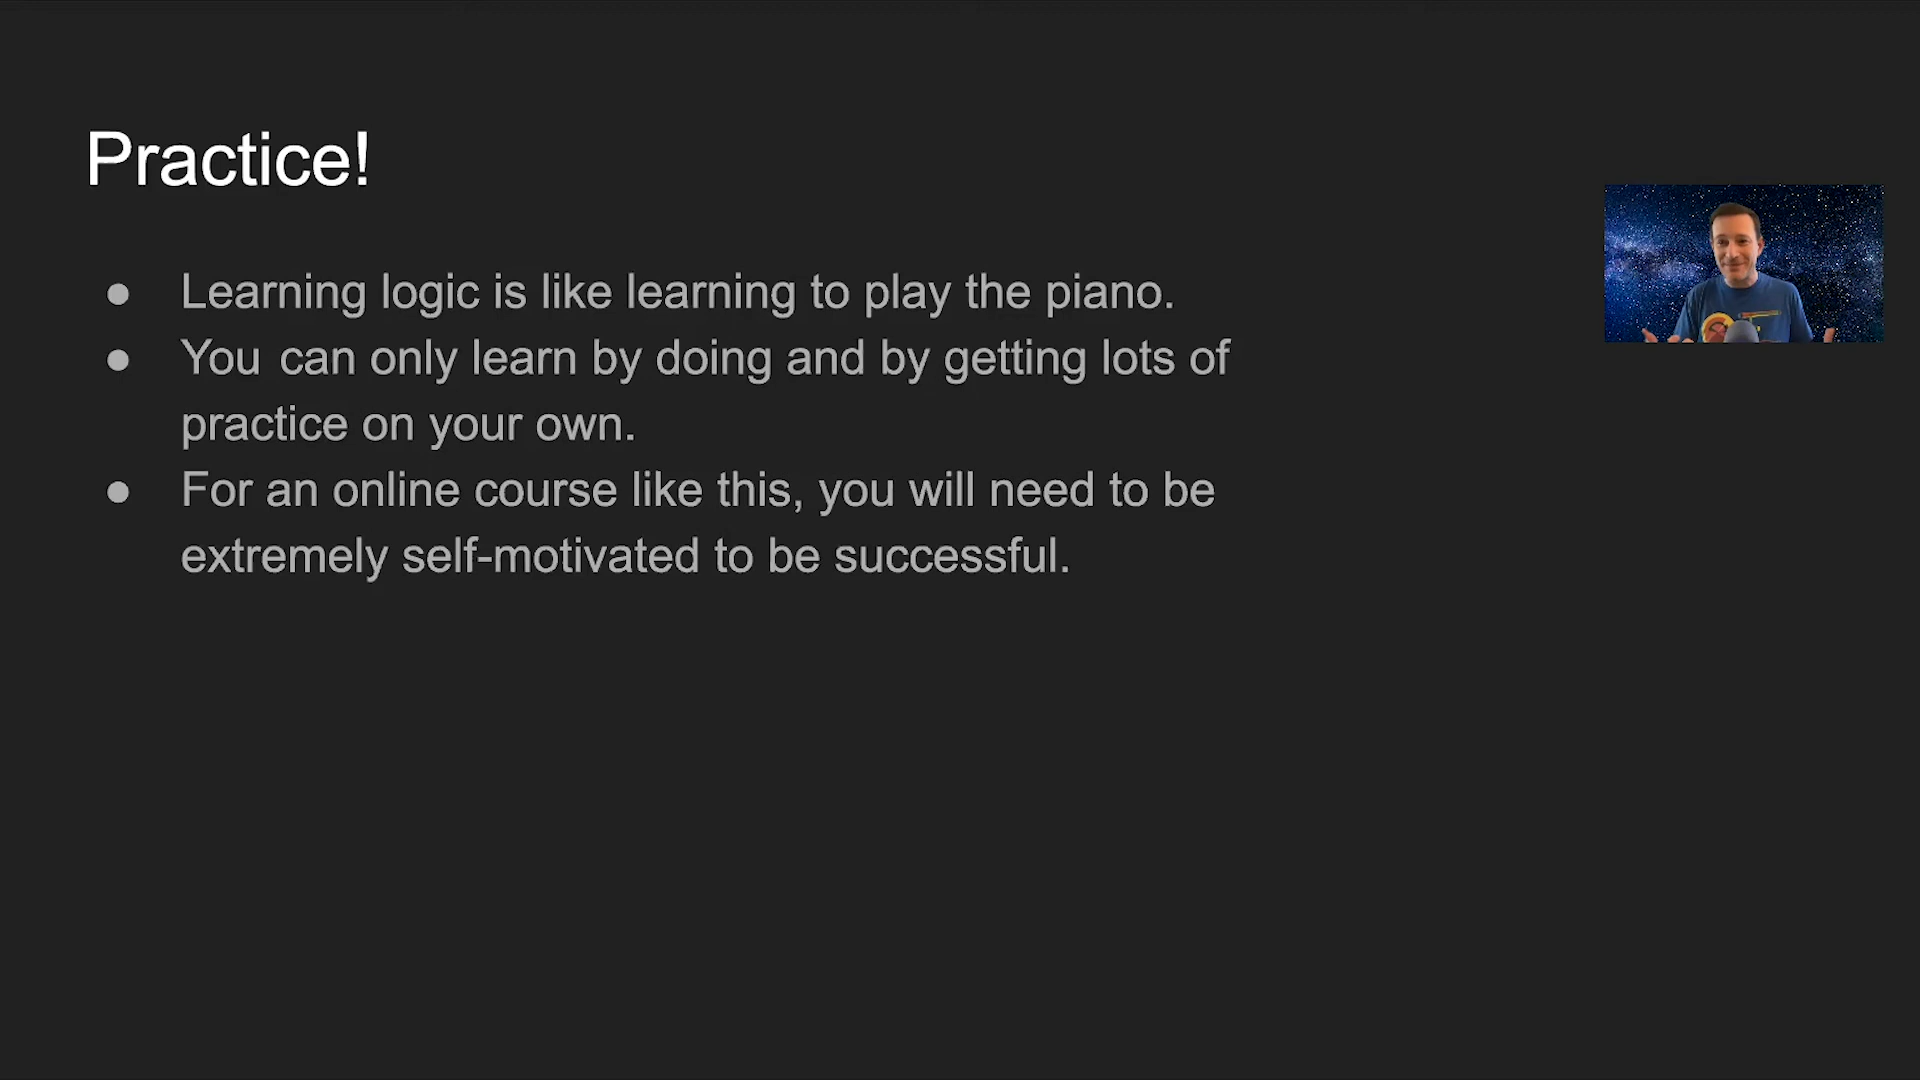 Practice!
● Learning logic is like learning to play the piano.
● You can only learn by doing and by getting lots of
practice on your own.
● For an online course like this, you will need to be
extremely self-motivated to be successful.